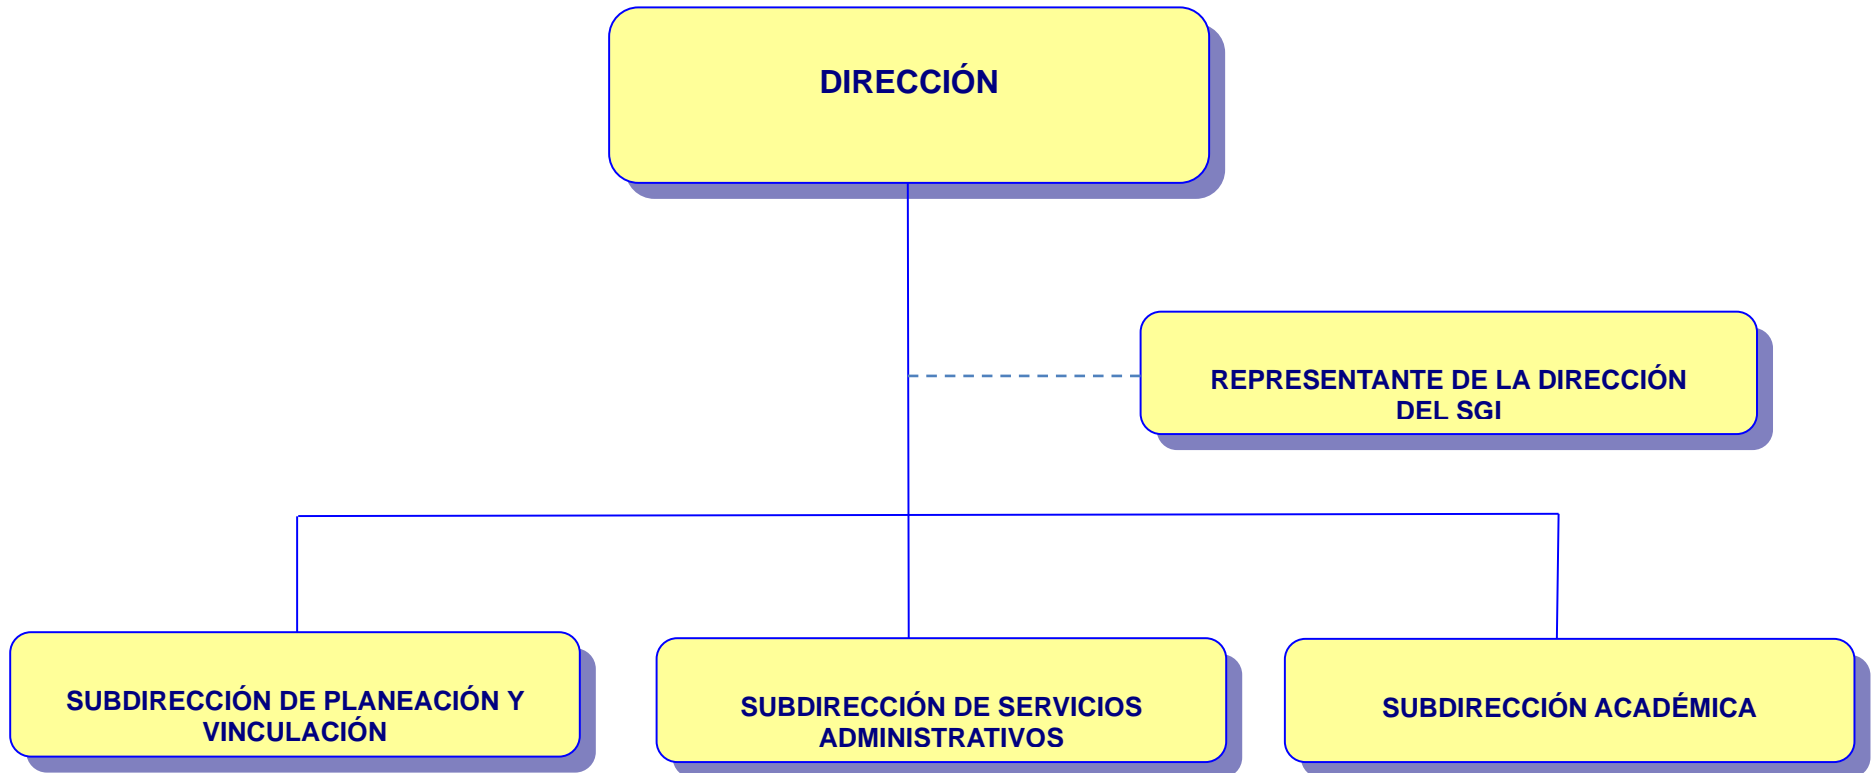 DIRECCIÓN
REPRESENTANTE DE LA DIRECCIÓN
DEL SGI
SUBDIRECCIÓN DE PLANEACIÓN Y
VINCULACIÓN
SUBDIRECCIÓN DE SERVICIOS
ADMINISTRATIVOS
SUBDIRECCIÓN ACADÉMICA